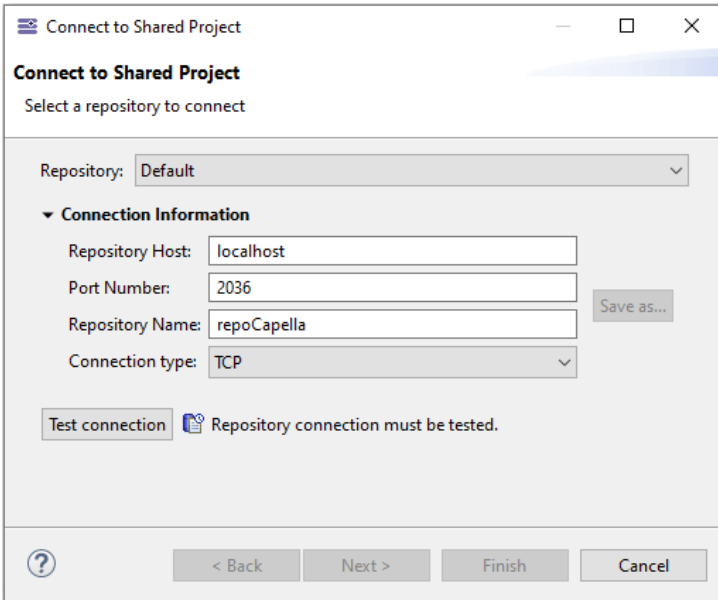 Connect to Shared Project
Connect to Shared Project
Select a repository to connect
Repository: Default
Connection Information
Repository Host: localhost
Port Number: 2036
Save as...
Repository Name: repoCapella
Connection type: TCP
Test connection Repository connection must be tested.
? < Back Next > Finish Cancel